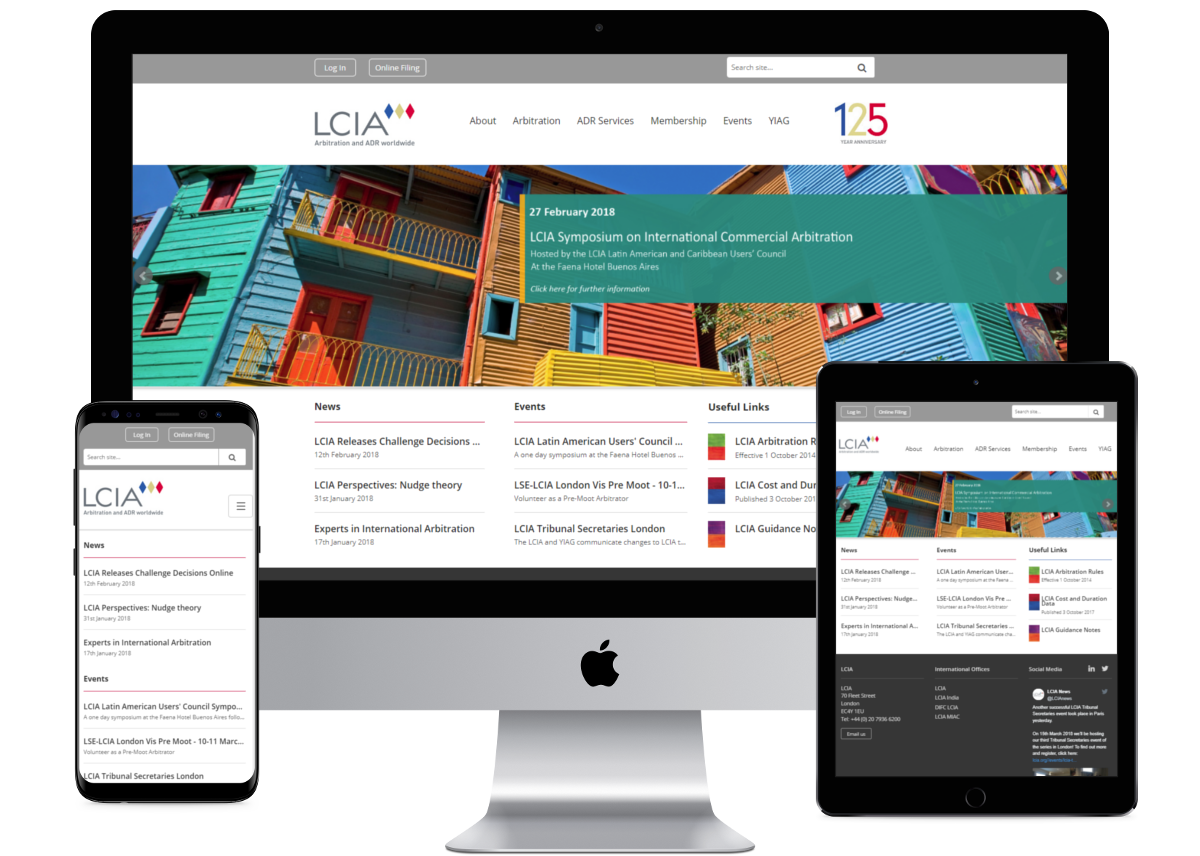 Log In
Online Filing
Search site...
LCIA
Arbitration and ADR worldwide
About
Arbitration
ADR Services
Membership
Events
YIAG
125
YEAR ANNIVERSARY
27 February 2018
LCIA Symposium on International Commercial Arbitration
Hosted by the LCIA Latin American and Caribbean Users' Council
At the Faena Hotel Buenos Aires
Click here for further information
News
LCIA Releases Challenge Decisions ...
12th February 2018
LCIA Perspectives: Nudge theory
31st January 2018
Experts in International Arbitration
17th January 2018
Events
LCIA Latin American Users' Council ...
A one day symposium at the Faena Hotel Buenos ...
LSE-LCIA London Vis Pre Moot - 10-1...
Volunteer as a Pre-Moot Arbitrator
LCIA Tribunal Secretaries London
The LCIA and YIAG communicate changes to LCIA t...
Useful Links
LCIA Arbitration R
Effective 1 October 2014
LCIA Cost and Dur
Published 3 October 201
LCIA Guidance No
Log In
Online Filing
Search site...
LCIA
Arbitration and ADR worldwide
News
LCIA Releases Challenge Decisions Online
12th February 2018
LCIA Perspectives: Nudge theory
31st January 2018
Experts in International Arbitration
17th January 2018
Events
LCIA Latin American Users' Council Sympo...
A one day symposium at the Faena Hotel Buenos Aires follo...
LSE-LCIA London Vis Pre Moot - 10-11 Marc...
Volunteer as a Pre-Moot Arbitrator
LCIA Tribunal Secretaries London
Log In
Online Filing
Search site...
LCIA
Arbitration and ADR worldwide
About
Arbitration
ADR Services
Membership
Events
YIAG
27 February 2018
LCIA Symposium on International Commercial Arbitration
News
LCIA Releases Challenge ...
12th February 2018
LCIA Perspectives: Nudge...
31st January 2018
Experts in International A...
17th January 2018
Events
LCIA Latin American User...
A one day symposium at the Faena ...
LSE-LCIA London Vis Pre ...
Volunteer as a Pre-Moot Arbitrator
LCIA Tribunal Secretaries ...
The LCIA and YIAG communicate cha...
Useful Links
LCIA Arbitration Rules
Effective 1 October 2014
LCIA Cost and Duration
Data
Published 3 October 2017
LCIA Guidance Notes
LCIA
LCIA
70 Fleet Street
London
EC4Y 1EU
Tel: +44 (0) 20 7936 6200
Email us
International Offices
LCIA
LCIA India
DIFC LCIA
LCIA MIAC
Social Media
in
LCIA News
@LCIAnews
Another successful LCIA Tribunal
Secretaries event took place in Paris
yesterday
On 15th March 2018 we'll be hosting
our third Tribunal Secretaries event of
the series in London! To find out more
and register, click here: